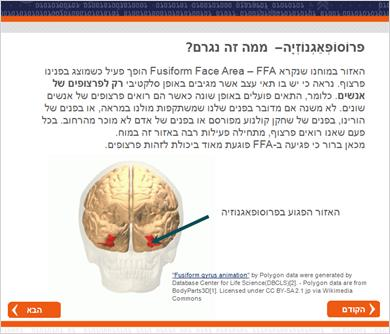 פרוֹסוֹפּאַגְנוֹזְיָה– ממה זה נגרם?
האזור במוחנו שנקרא Fusiform Face Area – FFA הופך פעיל כשמוצג בפנינו
פרצוף. נראה כי יש בו תאי עצב אשר מגיבים באופן סלקטיבי רק לפרצופים של
אנשים. כלומר, התאים פועלים באופן שונה כאשר הם רואים פרצופים של אנשים
שונים. לא משנה אם מדובר בפנים שלנו שמשתקפות מולנו במראה, או בפנים של
הורינו, בפנים של שחקן קולנוע מפורסם או בפנים של אדם לא מוכר מהרחוב. בכל
פעם שאנו רואים פרצוף, מתחילה פעילות רבה באזור זה במוח.
מכאן ברור כי פגיעה ב-FFA פוגעת מאוד ביכולת לזהות פרצופים.
האזור הפגוע בפרוסופאגנוזיה
"Fusiform gyrus animation" by Polygon data were generated by
Database Center for Life Science(DBCLS)[2]. - Polygon data are from
BodyParts3D[1]. Licensed under CC BY-SA 2.1 jp via Wikimedia
Commons
הקודם
הבא